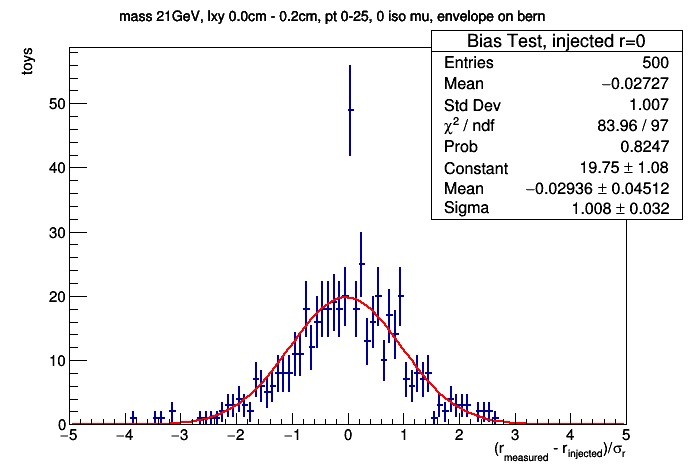 mass 21GeV, lxy 0.0cm - 0.2cm, pt 0-25, 0 iso mu, envelope on bern
Bias Test, injected r=0
Entries 500
Mean −0.02727
Std Dev 1.007
χ² / ndf 83.96 / 97
Prob 0.8247
Constant 19.75 ± 1.08
Mean −0.02936 ± 0.04512
Sigma 1.008 ± 0.032
toys
50
40
30
20
10
0
−5 −4 −3 −2 −1 0 1 2 3 4 5
(r_measured - r_injected)/σ_r